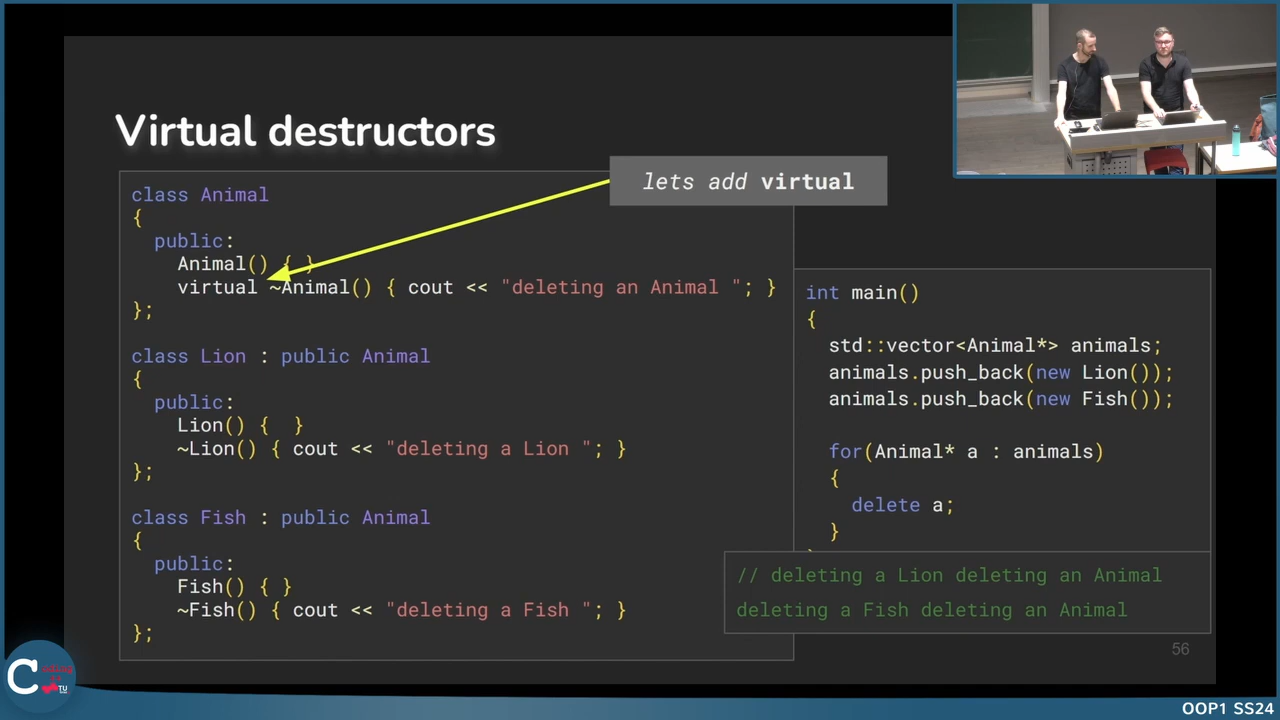 Virtual destructors
lets add virtual
class Animal
{
public:
Animal() { }
virtual ~Animal() { cout << "deleting an Animal "; }
};
class Lion : public Animal
{
public:
Lion() {  }
~Lion() { cout << "deleting a Lion "; }
};
class Fish : public Animal
{
public:
Fish() { }
~Fish() { cout << "deleting a Fish "; }
};
int main()
{
std::vector<Animal*> animals;
animals.push_back(new Lion());
animals.push_back(new Fish());
for(Animal* a : animals)
{
delete a;
}
// deleting a Lion deleting an Animal
deleting a Fish deleting an Animal
56
C
TU
OOP1 SS24